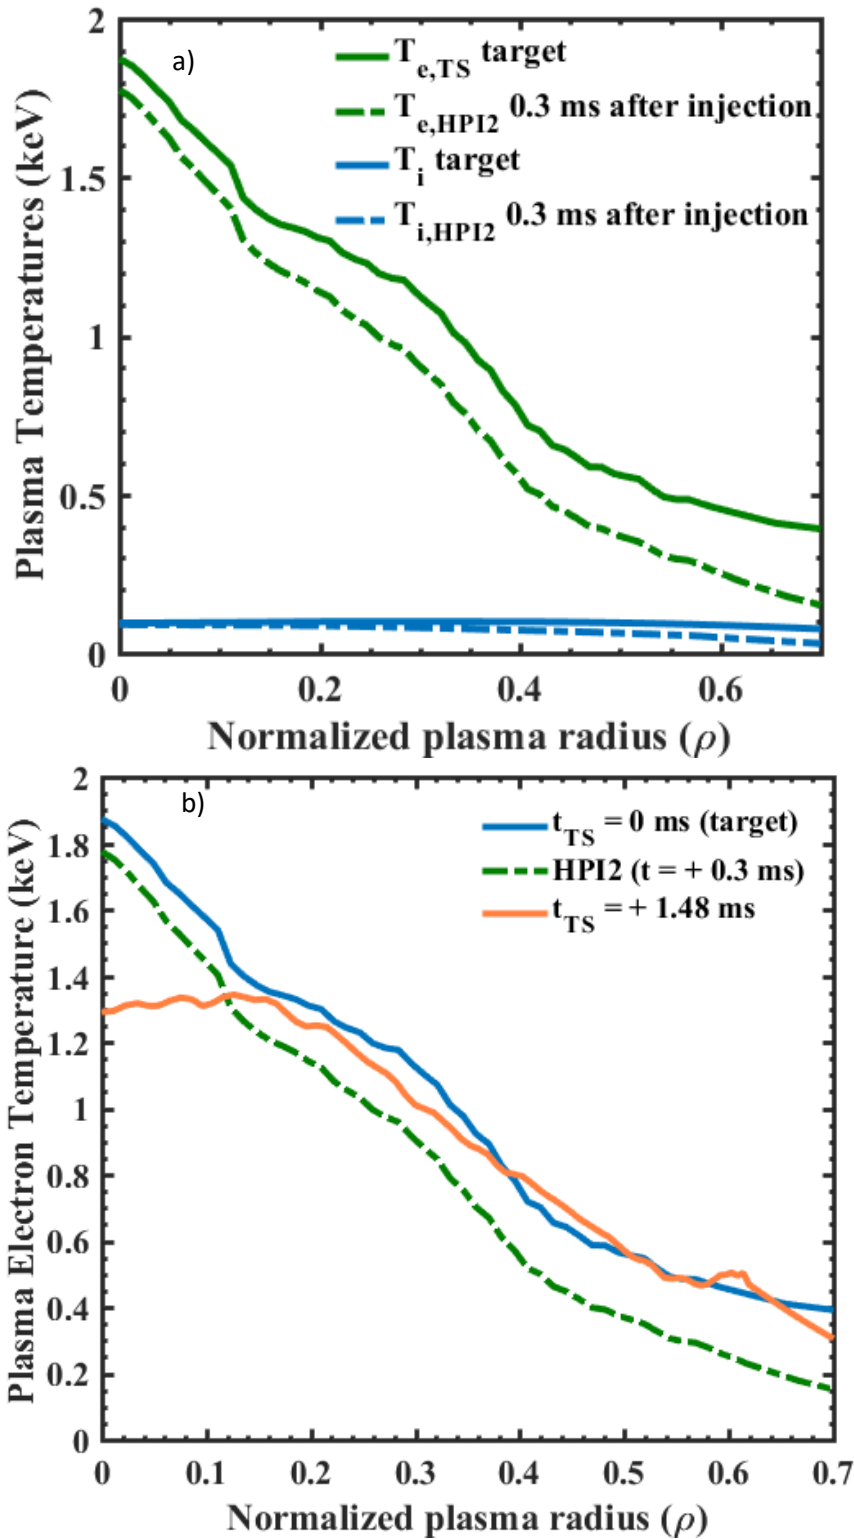 a)
T_e,TS target
T_e,HPI2 0.3 ms after injection
T_i target
T_i,HPI2 0.3 ms after injection
Plasma Temperatures (keV)
2
1.5
1
0.5
0
0 0.2 0.4 0.6
Normalized plasma radius (ρ)
b)
t_TS = 0 ms (target)
HPI2 (t = + 0.3 ms)
t_TS = + 1.48 ms
Plasma Electron Temperature (keV)
2
1.8
1.6
1.4
1.2
1
0.8
0.6
0.4
0.2
0
0 0.1 0.2 0.3 0.4 0.5 0.6 0.7
Normalized plasma radius (ρ)